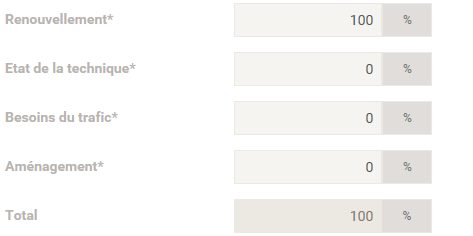 Renouvellement* 100 %
Etat de la technique* 0 %
Besoins du trafic* 0 %
Aménagement* 0 %
Total 100 %